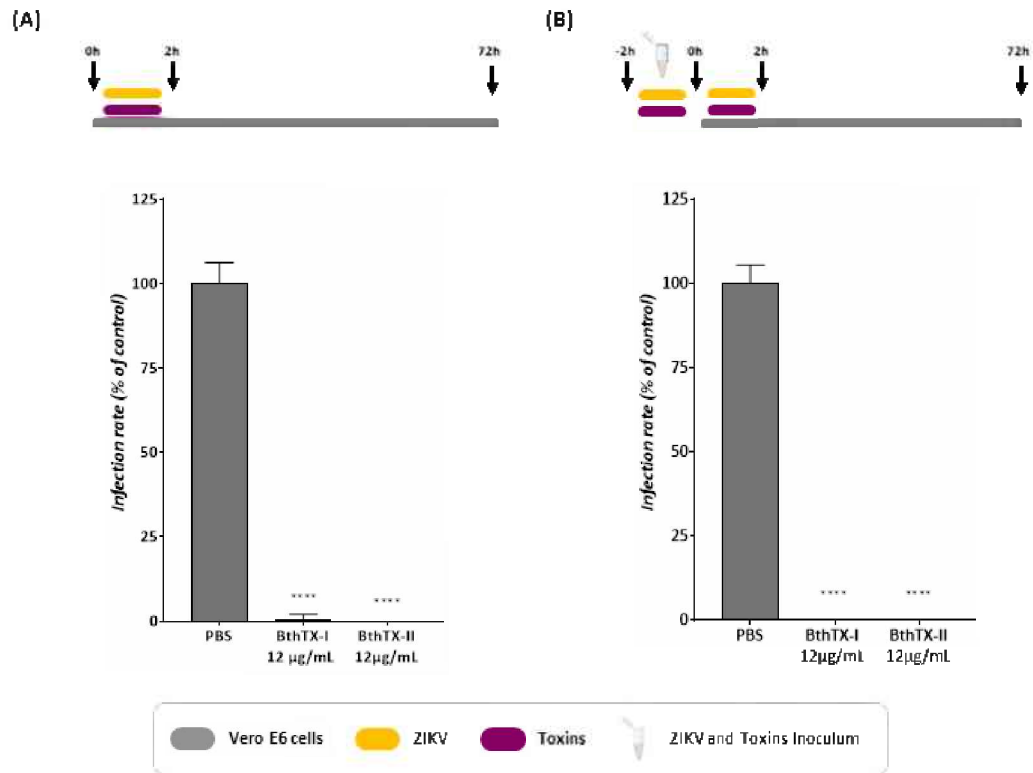 (A)
0h 2h 72h
125
100
75
50
25
0
Infection rate (% of control)
**** ****
PBS BthTX-I BthTX-II
12 µg/mL 12µg/mL
(B)
-2h 0h 2h 72h
125
100
75
50
25
0
Infection rate (% of control)
**** ****
PBS BthTX-I BthTX-II
12µg/mL 12µg/mL
Vero E6 cells ZIKV Toxins ZIKV and Toxins Inoculum